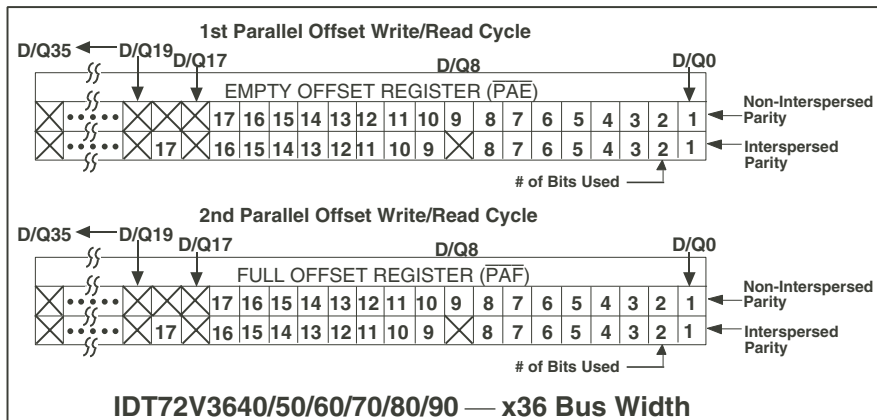 1st Parallel Offset Write/Read Cycle
D/Q35 D/Q19
D/Q17 D/Q8 D/Q0
EMPTY OFFSET REGISTER (PAE)
17 16 15 14 13 12 11 10 9 8 7 6 5 4 3 2 1 Non-Interspersed Parity
17 16 15 14 13 12 11 10 9 8 7 6 5 4 3 2 1 Interspersed Parity
# of Bits Used
2nd Parallel Offset Write/Read Cycle
D/Q35 D/Q19
D/Q17 D/Q8 D/Q0
FULL OFFSET REGISTER (PAF)
17 16 15 14 13 12 11 10 9 8 7 6 5 4 3 2 1 Non-Interspersed Parity
17 16 15 14 13 12 11 10 9 8 7 6 5 4 3 2 1 Interspersed Parity
# of Bits Used
IDT72V3640/50/60/70/80/90 — x36 Bus Width